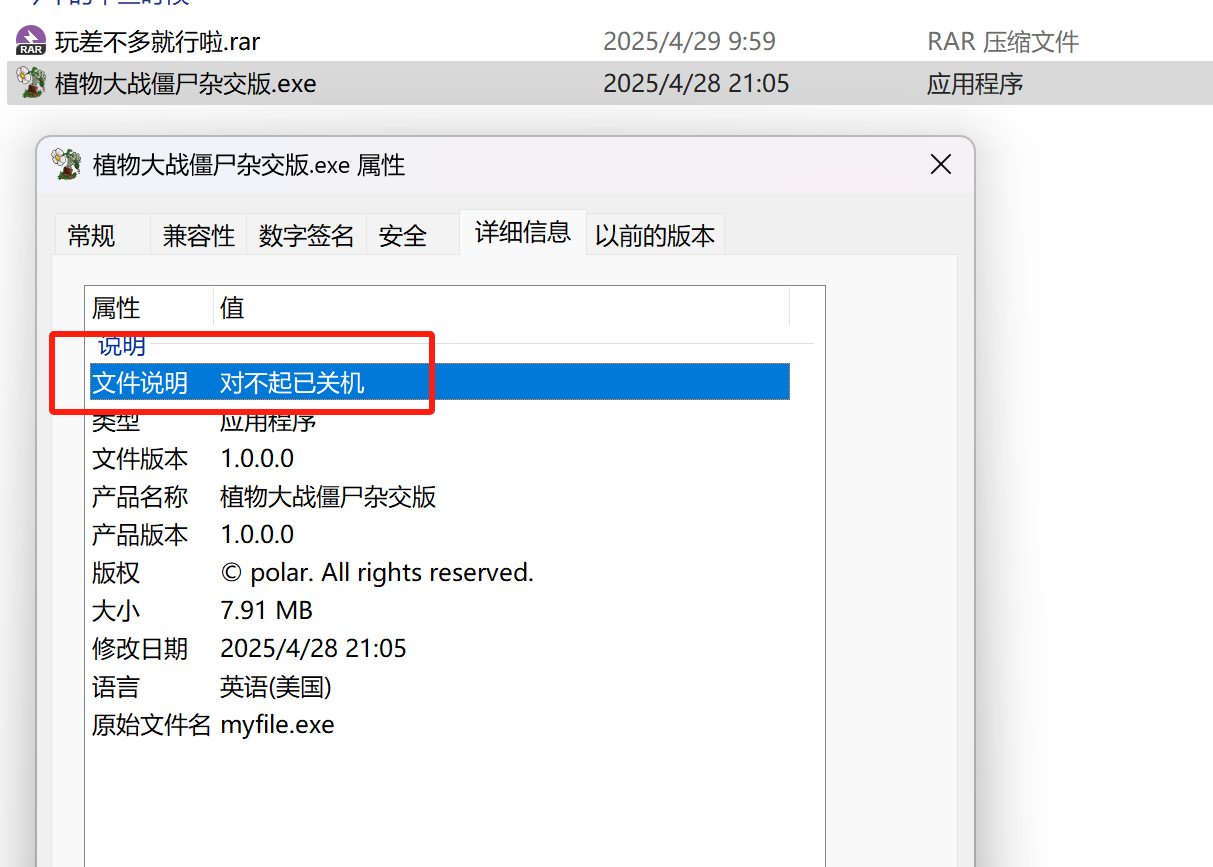 玩差不多就行啦.rar 2025/4/29 9:59 RAR 压缩文件
植物大战僵尸杂交版.exe 2025/4/28 21:05 应用程序
植物大战僵尸杂交版.exe 属性
常规 兼容性 数字签名 安全 详细信息 以前的版本
属性 值
说明
文件说明 对不起已关机
类型 应用程序
文件版本 1.0.0.0
产品名称 植物大战僵尸杂交版
产品版本 1.0.0.0
版权 © polar. All rights reserved.
大小 7.91 MB
修改日期 2025/4/28 21:05
语言 英语(美国)
原始文件名 myfile.exe